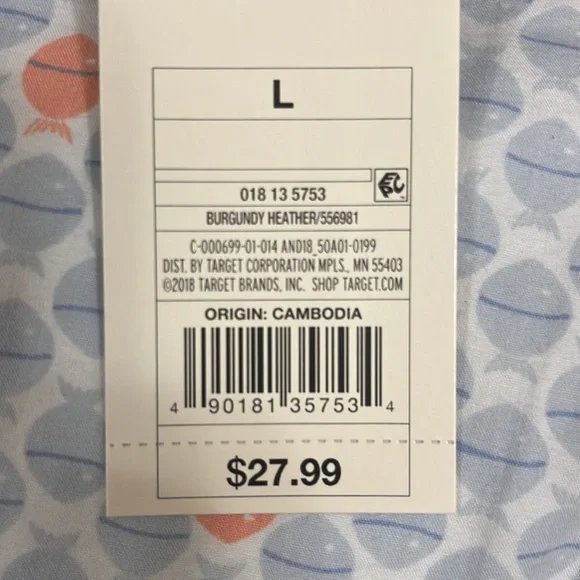 L
018 13 5753
BURGUNDY HEATHER/556981
C-000699-01-014 AND18_50A01-0199
DIST. BY TARGET CORPORATION MPLS., MN 55403
©2018 TARGET BRANDS, INC. SHOP TARGET.COM
ORIGIN: CAMBODIA
4 90181 35753 4
$27.99